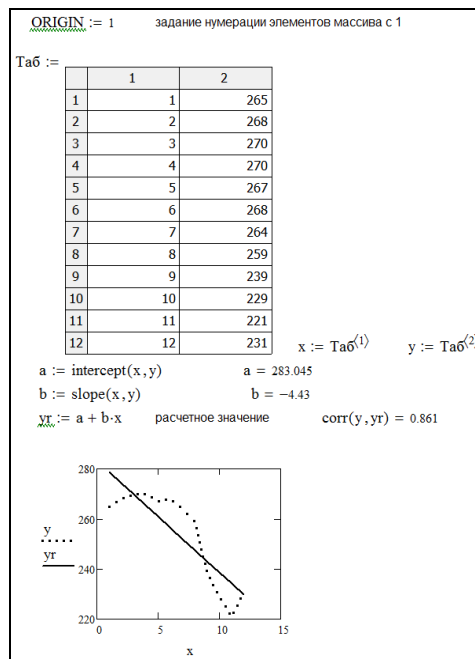 ORIGIN := 1 задание нумерации элементов массива с 1
Таб :=
1 2
1 1 265
2 2 268
3 3 270
4 4 270
5 5 267
6 6 268
7 7 264
8 8 259
9 9 239
10 10 229
11 11 221
12 12 231
x := Таб⟨1⟩ y := Таб⟨2⟩
a := intercept(x,y) a = 283.045
b := slope(x,y) b = −4.43
yr := a + b·x расчетное значение corr(y,yr) = 0.861
280
260
240
220
y
yr
0 5 10 15
x